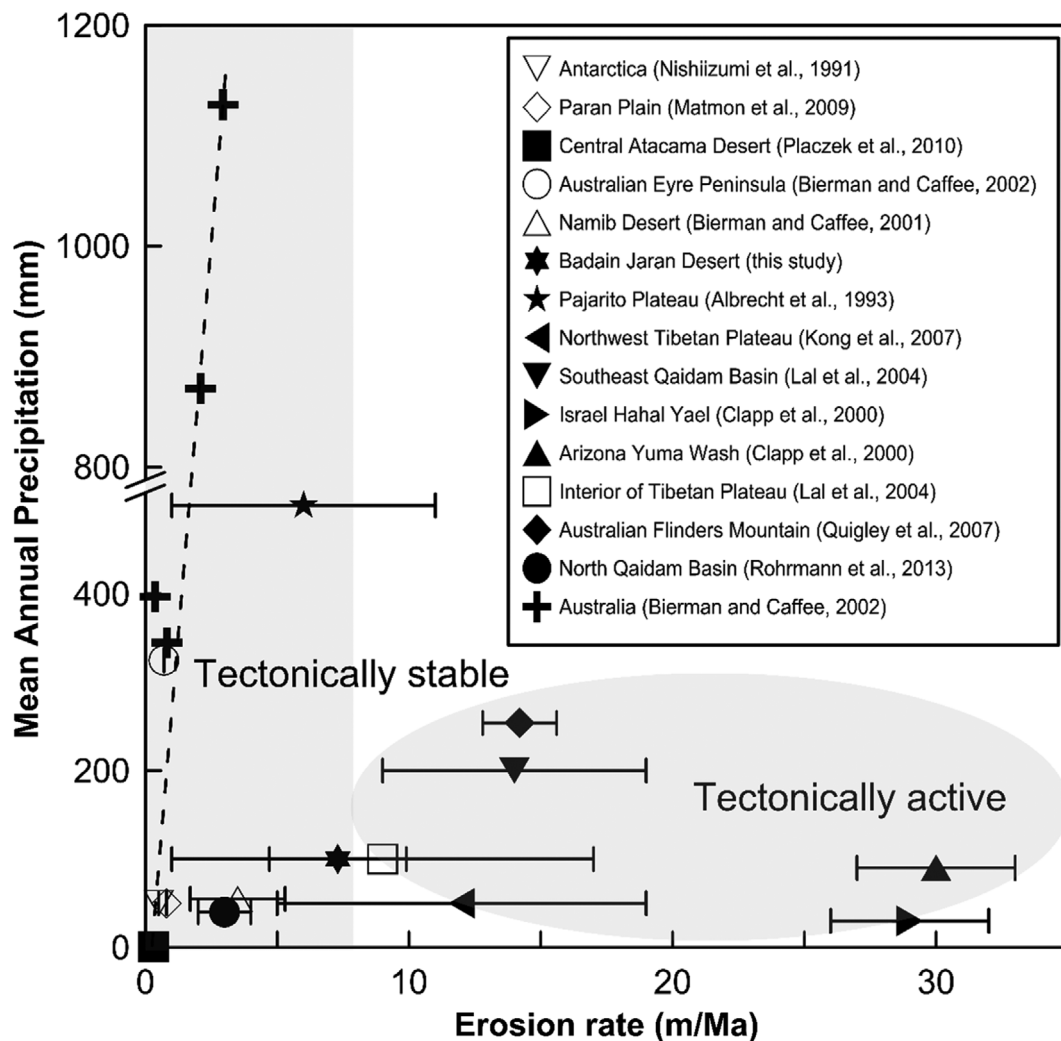 1200
1000
800
400
200
0
Mean Annual Precipitation (mm)
Antarctica (Nishiizumi et al., 1991)
Paran Plain (Matmon et al., 2009)
Central Atacama Desert (Placzek et al., 2010)
Australian Eyre Peninsula (Bierman and Caffee, 2002)
Namib Desert (Bierman and Caffee, 2001)
Badain Jaran Desert (this study)
Pajarito Plateau (Albrecht et al., 1993)
Northwest Tibetan Plateau (Kong et al., 2007)
Southeast Qaidam Basin (Lal et al., 2004)
Israel Hahal Yael (Clapp et al., 2000)
Arizona Yuma Wash (Clapp et al., 2000)
Interior of Tibetan Plateau (Lal et al., 2004)
Australian Flinders Mountain (Quigley et al., 2007)
North Qaidam Basin (Rohrmann et al., 2013)
Australia (Bierman and Caffee, 2002)
Tectonically stable
Tectonically active
0 10 20 30
Erosion rate (m/Ma)